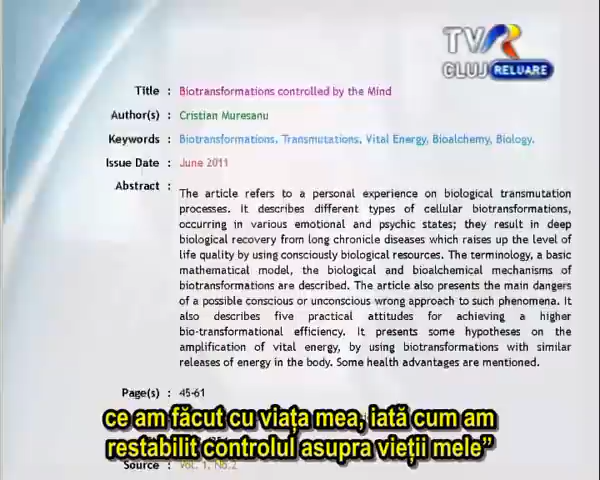 TVR
CLUJ RELUARE
Title : Biotransformations controlled by the Mind
Author(s) : Cristian Muresanu
Keywords : Biotransformations, Transmutations, Vital Energy, Bioalchemy, Biology.
Issue Date : June 2011
Abstract : The article refers to a personal experience on biological transmutation
processes. It describes different types of cellular biotransformations,
occurring in various emotional and psychic states; they result in deep
biological recovery from long chronicle diseases which raises up the level of
life quality by using consciously biological resources. The terminology, a basic
mathematical model, the biological and bioalchemical mechanisms of
biotransformations are described. The article also presents the main dangers
of a possible conscious or unconscious wrong approach to such phenomena. It
also describes five practical attitudes for achieving a higher
bio-transformational efficiency. It presents some hypotheses on the
amplification of vital energy, by using biotransformations with similar
releases of energy in the body. Some health advantages are mentioned.
Page(s) : 45-61
ce am făcut cu viața mea, iată cum am
restabilit controlul asupra vieții mele”
Source : Vol. 1, No.2